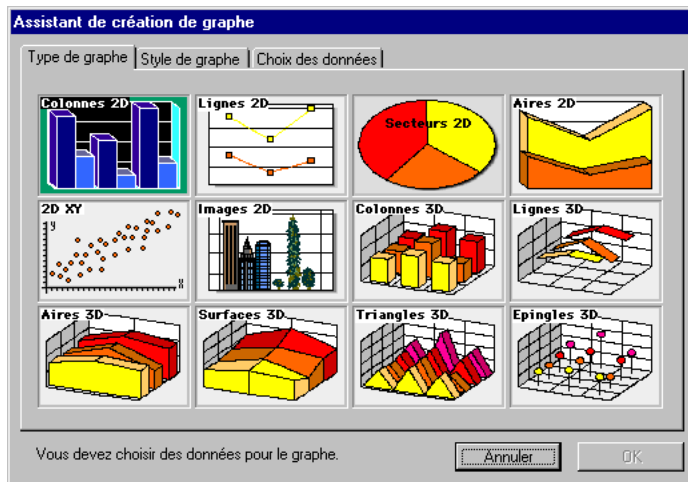 Assistant de création de graphe
Type de graphe Style de graphe Choix des données
Colonnes 2D Lignes 2D Secteurs 2D Aires 2D
2D XY Images 2D Colonnes 3D Lignes 3D
y
x
Aires 3D Surfaces 3D Triangles 3D Epingles 3D
Vous devez choisir des données pour le graphe. Annuler OK